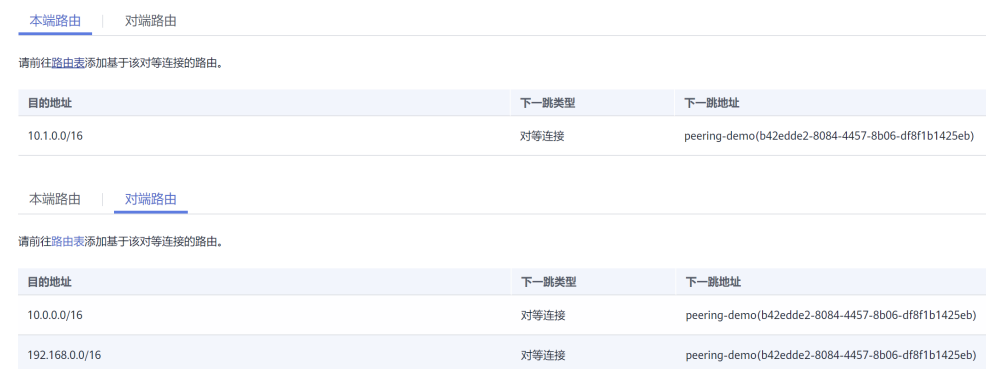 本端路由 对端路由
请前往路由表添加基于该对等连接的路由。
目的地址 下一跳类型 下一跳地址
10.1.0.0/16 对等连接 peering-demo(b42edde2-8084-4457-8b06-df8f1b1425eb)
本端路由 对端路由
请前往路由表添加基于该对等连接的路由。
目的地址 下一跳类型 下一跳地址
10.0.0.0/16 对等连接 peering-demo(b42edde2-8084-4457-8b06-df8f1b1425eb)
192.168.0.0/16 对等连接 peering-demo(b42edde2-8084-4457-8b06-df8f1b1425eb)